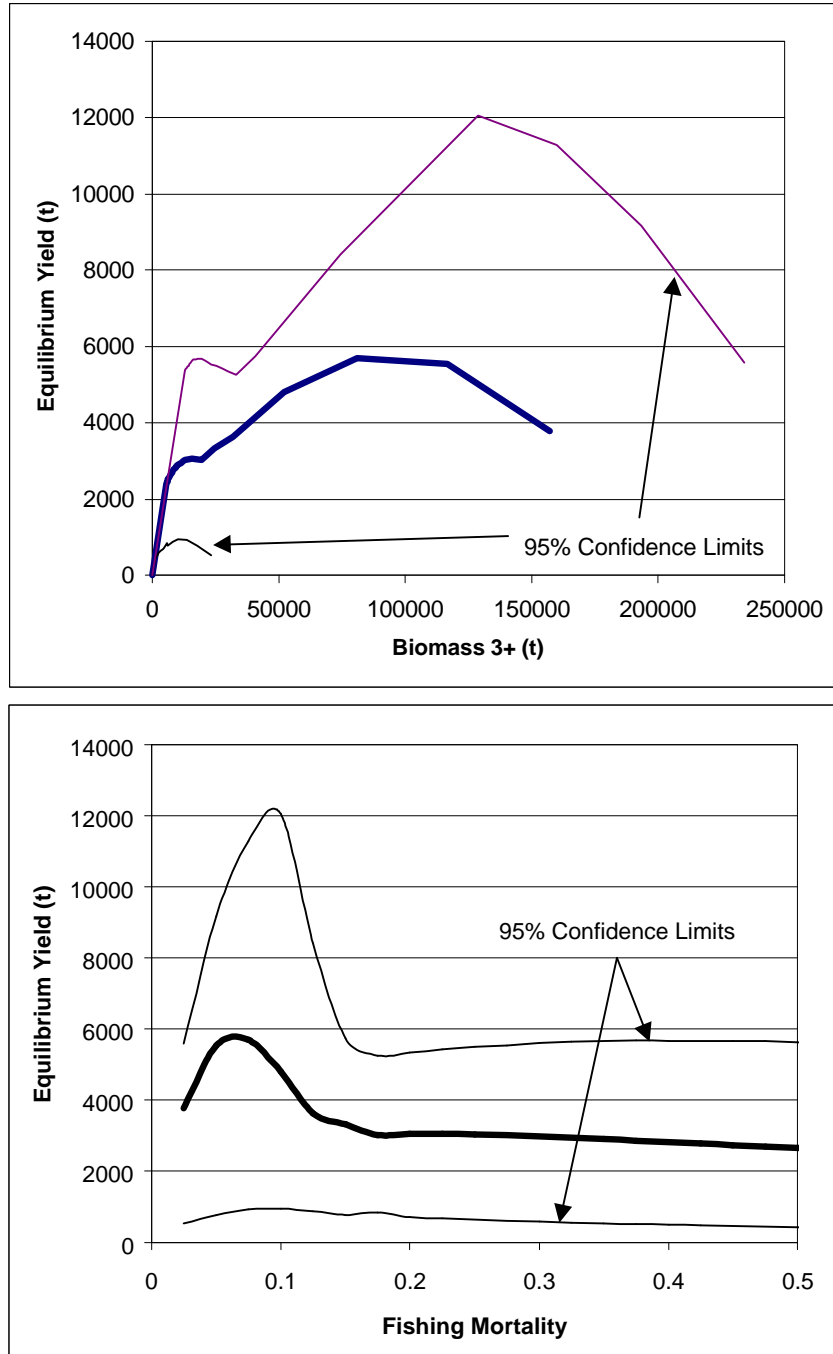 14000
12000
10000
8000
6000
4000
2000
0
Equilibrium Yield (t)
95% Confidence Limits
0 50000 100000 150000 200000 250000
Biomass 3+ (t)
14000
12000
10000
8000
6000
4000
2000
0
Equilibrium Yield (t)
95% Confidence Limits
0 0.1 0.2 0.3 0.4 0.5
Fishing Mortality